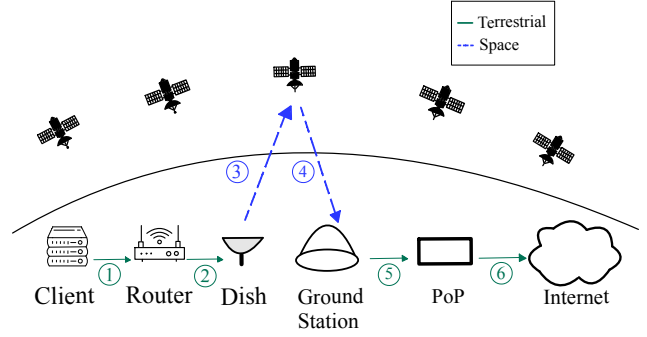 Terrestrial
Space
3
4
1
2
5
6
Client
Router
Dish
Ground
Station
PoP
Internet